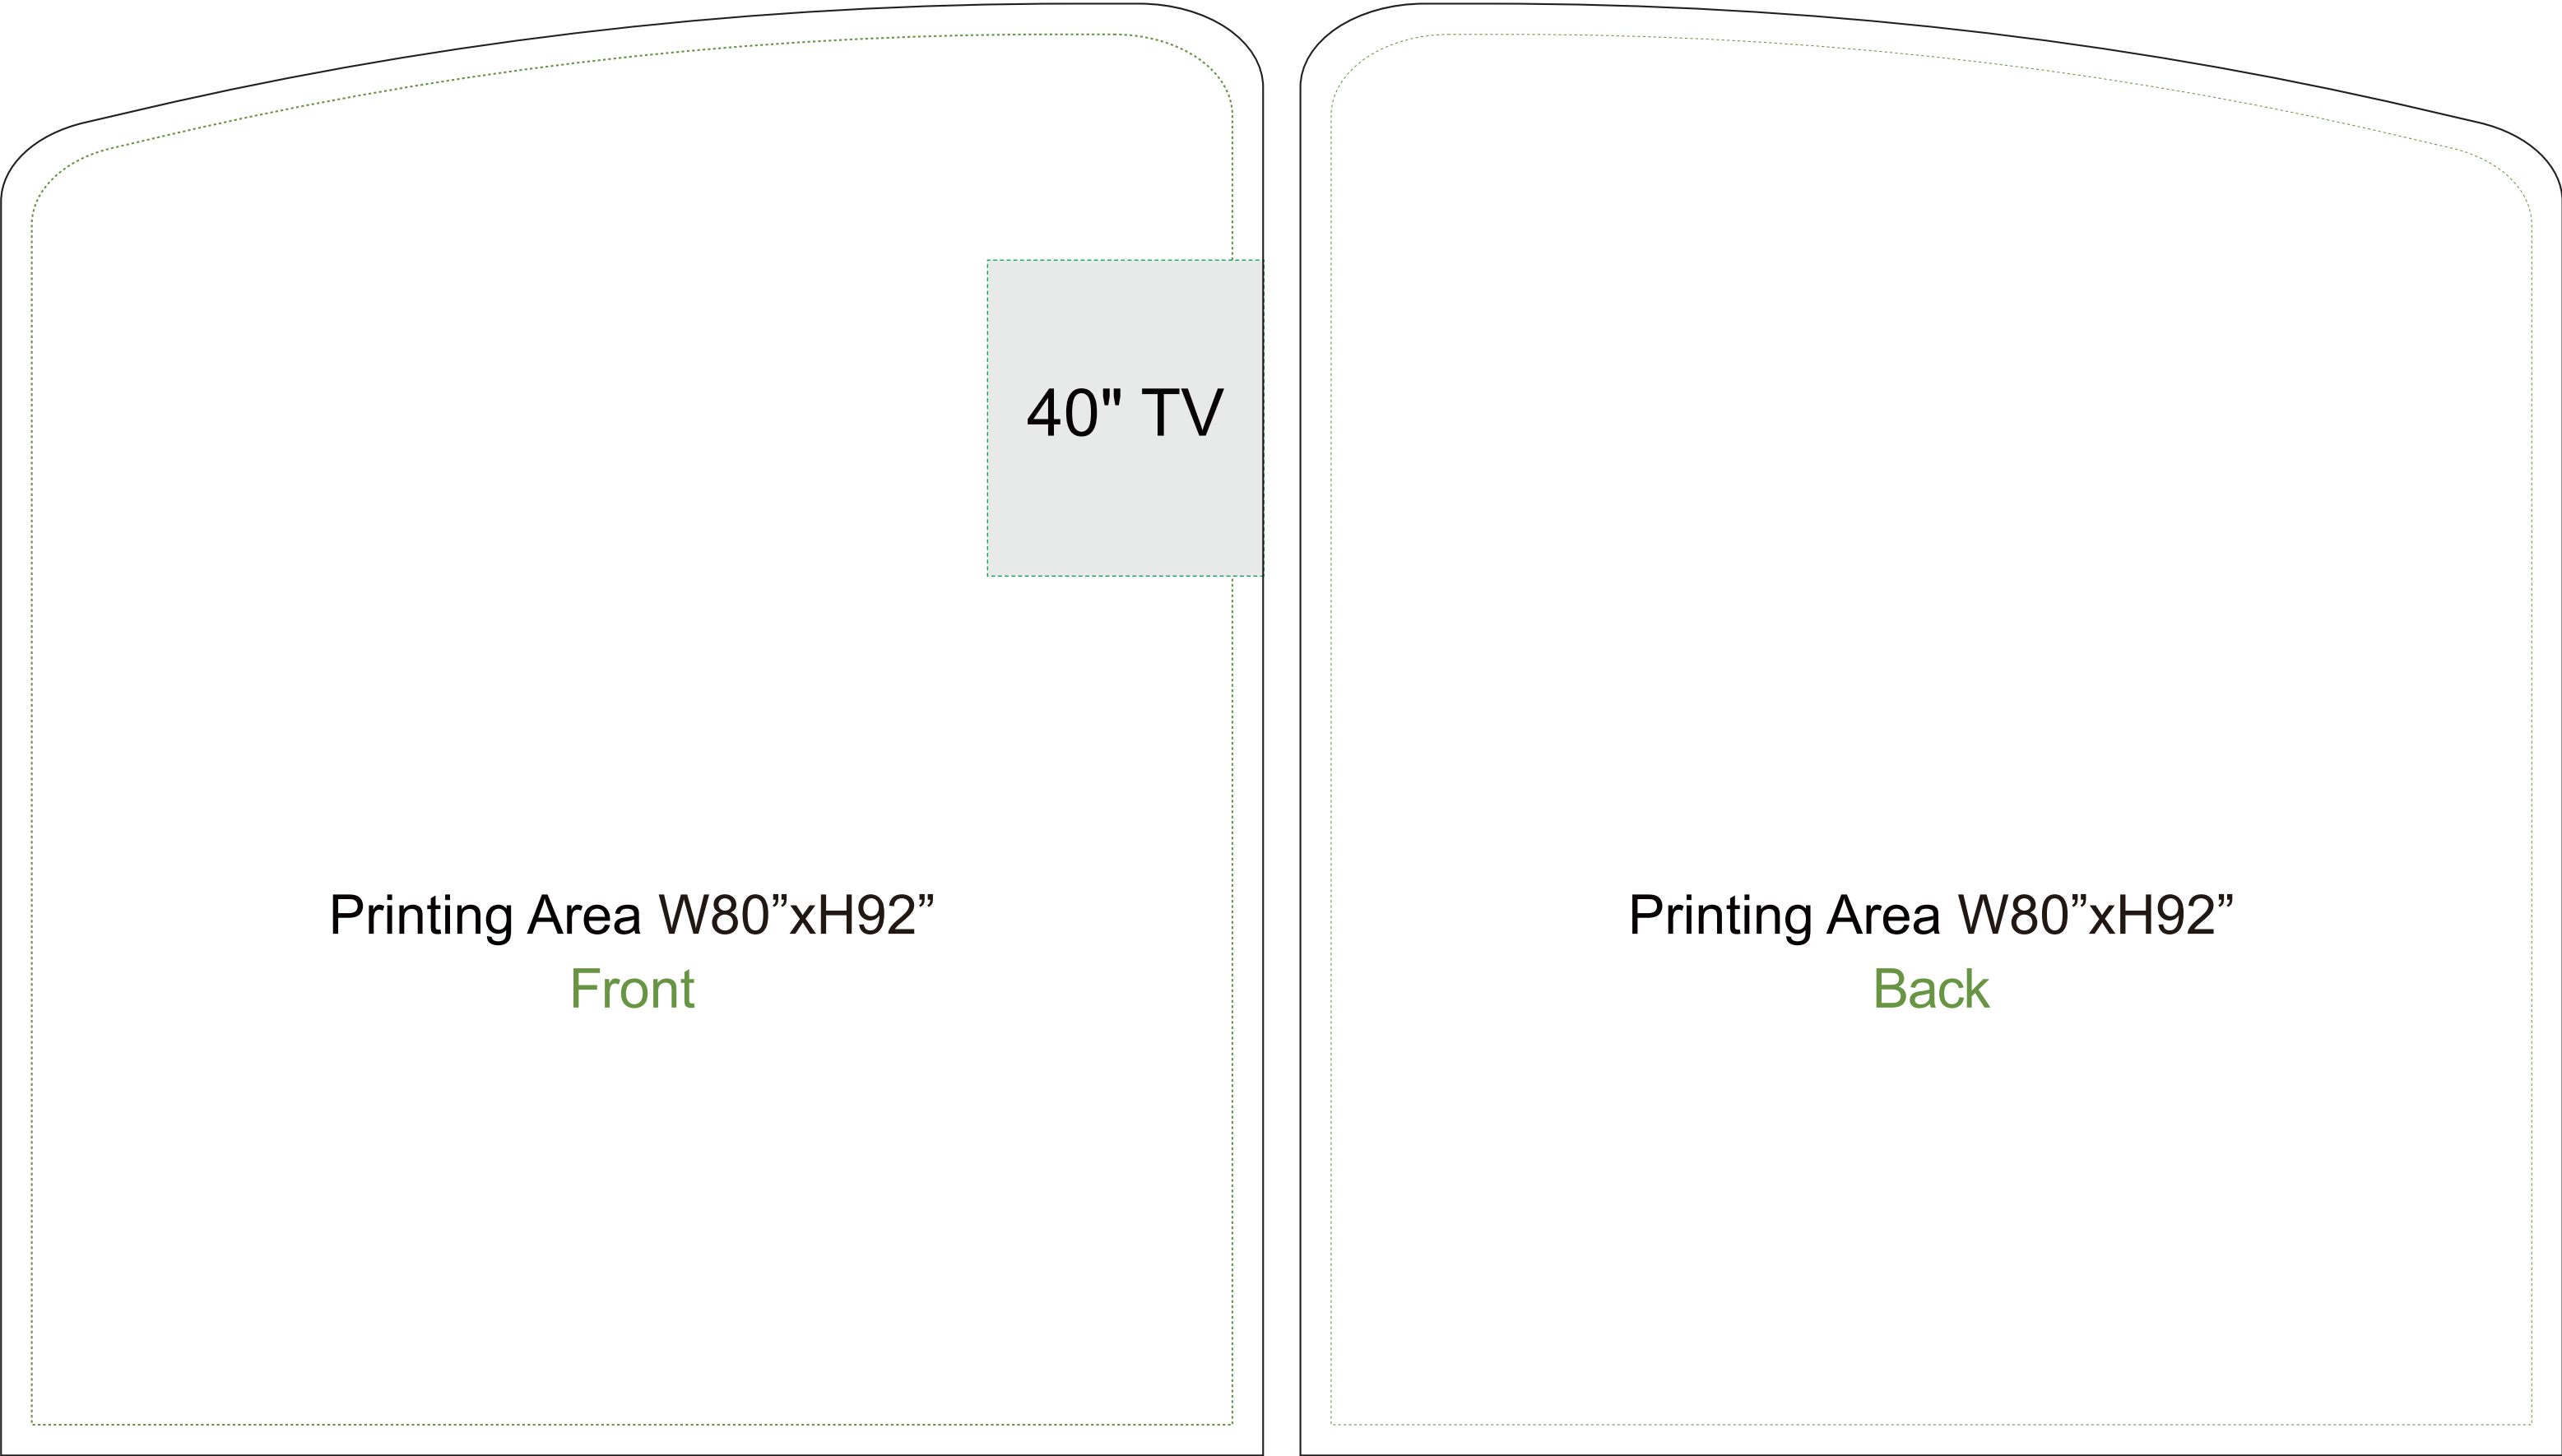 40" TV
Printing Area W80”xH92”
Front
Printing Area W80”xH92”
Back